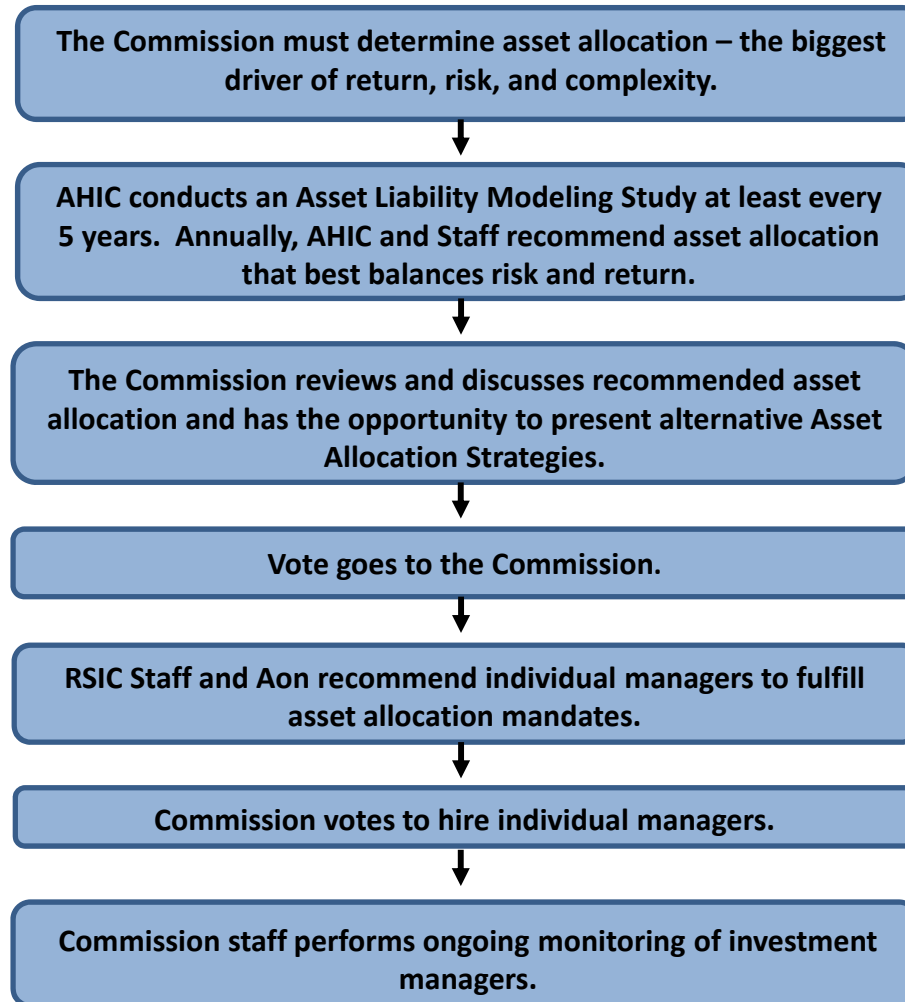 The Commission must determine asset allocation – the biggest
driver of return, risk, and complexity.
AHIC conducts an Asset Liability Modeling Study at least every
5 years.  Annually, AHIC and Staff recommend asset allocation
that best balances risk and return.
The Commission reviews and discusses recommended asset
allocation and has the opportunity to present alternative Asset
Allocation Strategies.
Vote goes to the Commission.
RSIC Staff and Aon recommend individual managers to fulfill
asset allocation mandates.
Commission votes to hire individual managers.
Commission staff performs ongoing monitoring of investment
managers.